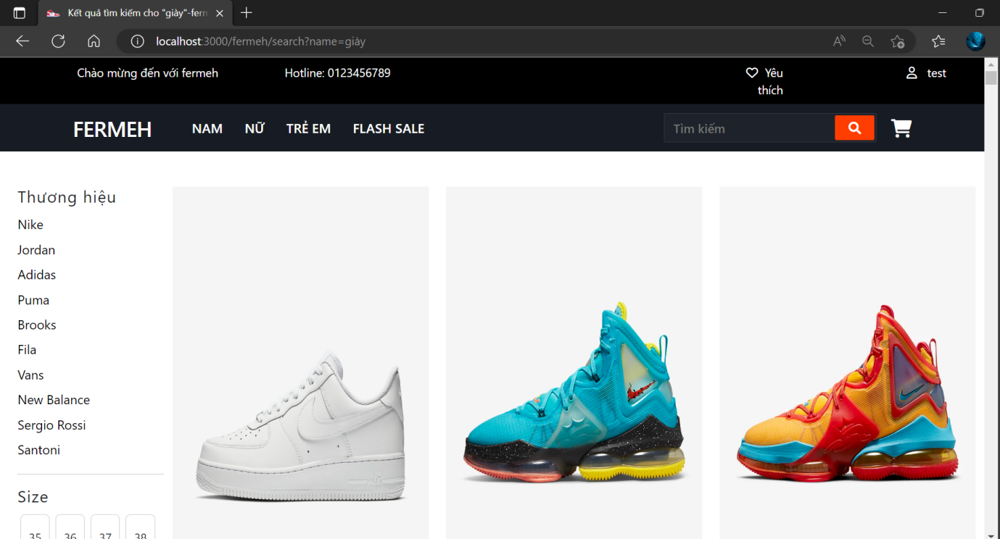 Kết quả tìm kiếm cho "giày"-ferm
localhost:3000/fermeh/search?name=giày
Chào mừng đến với fermeh
Hotline: 0123456789
Yêu
thích
test
FERMEH
NAM
NỮ
TRẺ EM
FLASH SALE
Tìm kiếm
Thương hiệu
Nike
Jordan
Adidas
Puma
Brooks
Fila
Vans
New Balance
Sergio Rossi
Santoni
Size
35 36 37 38